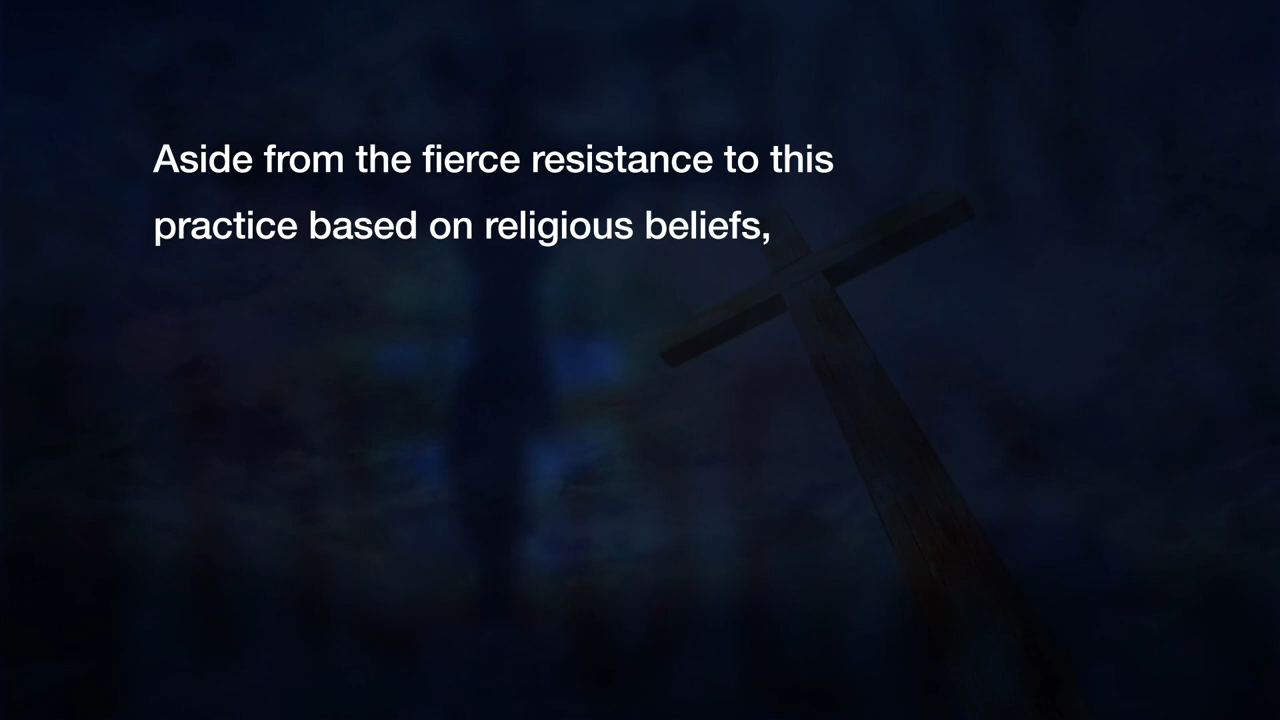 Aside from the fierce resistance to this
practice based on religious beliefs,